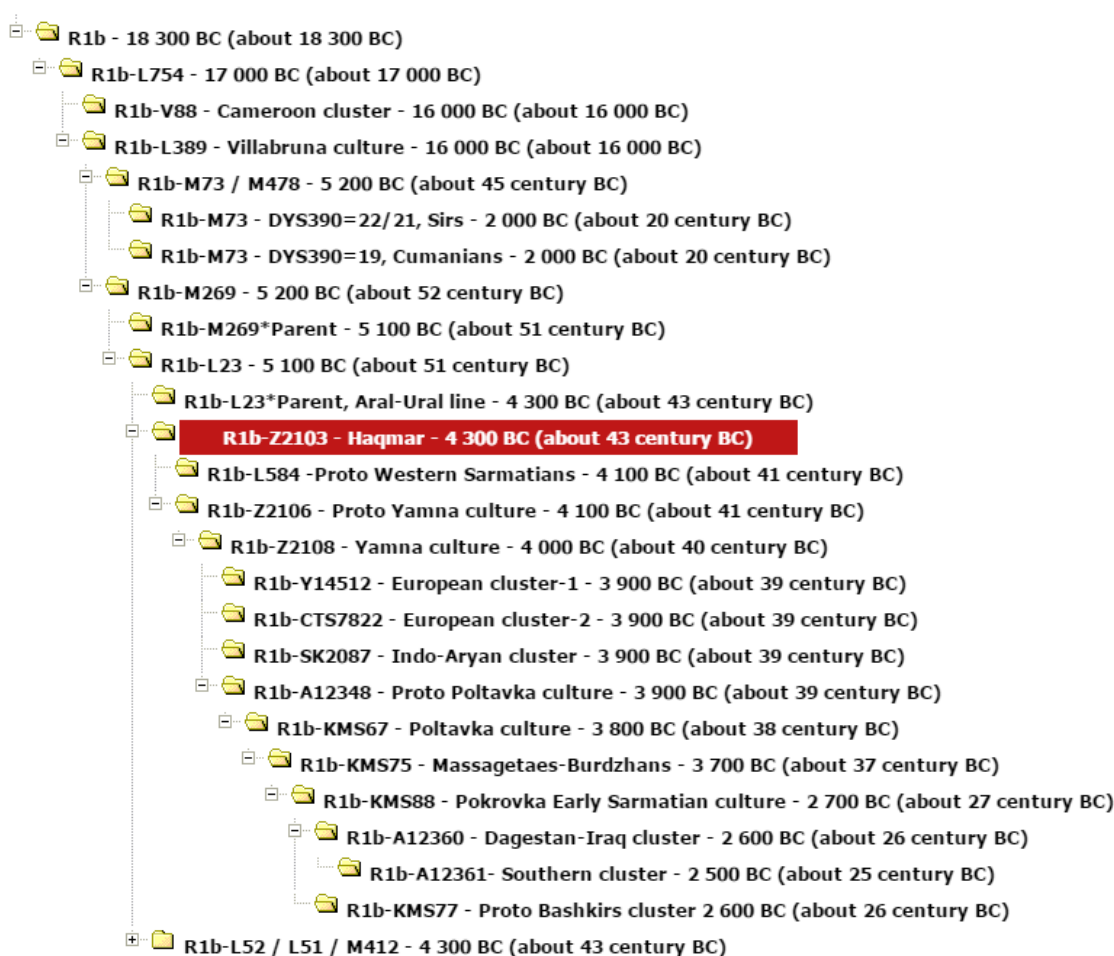 R1b - 18 300 BC (about 18 300 BC)
R1b-L754 - 17 000 BC (about 17 000 BC)
R1b-V88 - Cameroon cluster - 16 000 BC (about 16 000 BC)
R1b-L389 - Villabruna culture - 16 000 BC (about 16 000 BC)
R1b-M73 / M478 - 5 200 BC (about 45 century BC)
R1b-M73 - DYS390=22/21, Sirs - 2 000 BC (about 20 century BC)
R1b-M73 - DYS390=19, Cumanians - 2 000 BC (about 20 century BC)
R1b-M269 - 5 200 BC (about 52 century BC)
R1b-M269*Parent - 5 100 BC (about 51 century BC)
R1b-L23 - 5 100 BC (about 51 century BC)
R1b-L23*Parent, Aral-Ural line - 4 300 BC (about 43 century BC)
R1b-Z2103 - Haqmar - 4 300 BC (about 43 century BC)
R1b-L584 -Proto Western Sarmatians - 4 100 BC (about 41 century BC)
R1b-Z2106 - Proto Yamna culture - 4 100 BC (about 41 century BC)
R1b-Z2108 - Yamna culture - 4 000 BC (about 40 century BC)
R1b-Y14512 - European cluster-1 - 3 900 BC (about 39 century BC)
R1b-CTS7822 - European cluster-2 - 3 900 BC (about 39 century BC)
R1b-SK2087 - Indo-Aryan cluster - 3 900 BC (about 39 century BC)
R1b-A12348 - Proto Poltavka culture - 3 900 BC (about 39 century BC)
R1b-KMS67 - Poltavka culture - 3 800 BC (about 38 century BC)
R1b-KMS75 - Massagetaes-Burdzhans - 3 700 BC (about 37 century BC)
R1b-KMS88 - Pokrovka Early Sarmatian culture - 2 700 BC (about 27 century BC)
R1b-A12360 - Dagestan-Iraq cluster - 2 600 BC (about 26 century BC)
R1b-A12361- Southern cluster - 2 500 BC (about 25 century BC)
R1b-KMS77 - Proto Bashkirs cluster 2 600 BC (about 26 century BC)
R1b-L52 / L51 / M412 - 4 300 BC (about 43 century BC)